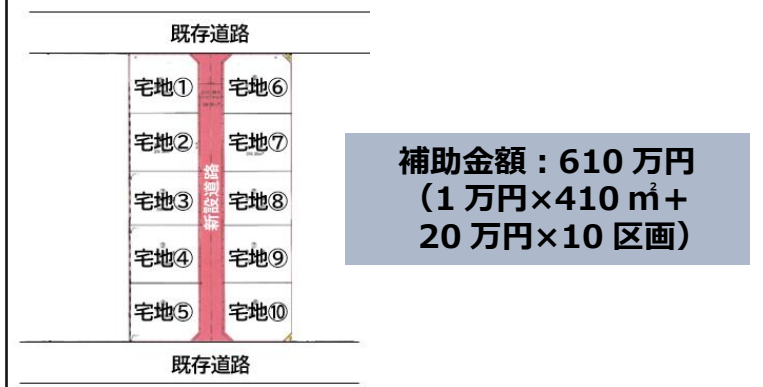 既存道路
宅地① 宅地⑥
宅地② 宅地⑦
新設道路
宅地③ 宅地⑧
宅地④ 宅地⑨
宅地⑤ 宅地⑩
既存道路
補助金額：610 万円
（1 万円×410 ㎡＋
20 万円×10 区画）